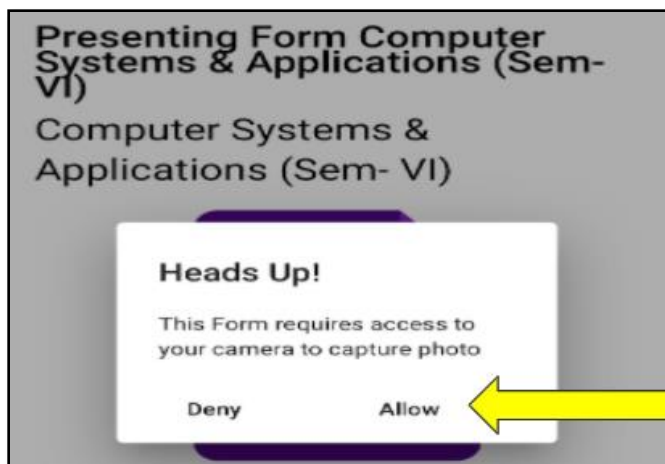 Presenting Form Computer
Systems & Applications (Sem-
VI)
Computer Systems &
Applications (Sem- VI)
Heads Up!
This Form requires access to
your camera to capture photo
Deny Allow